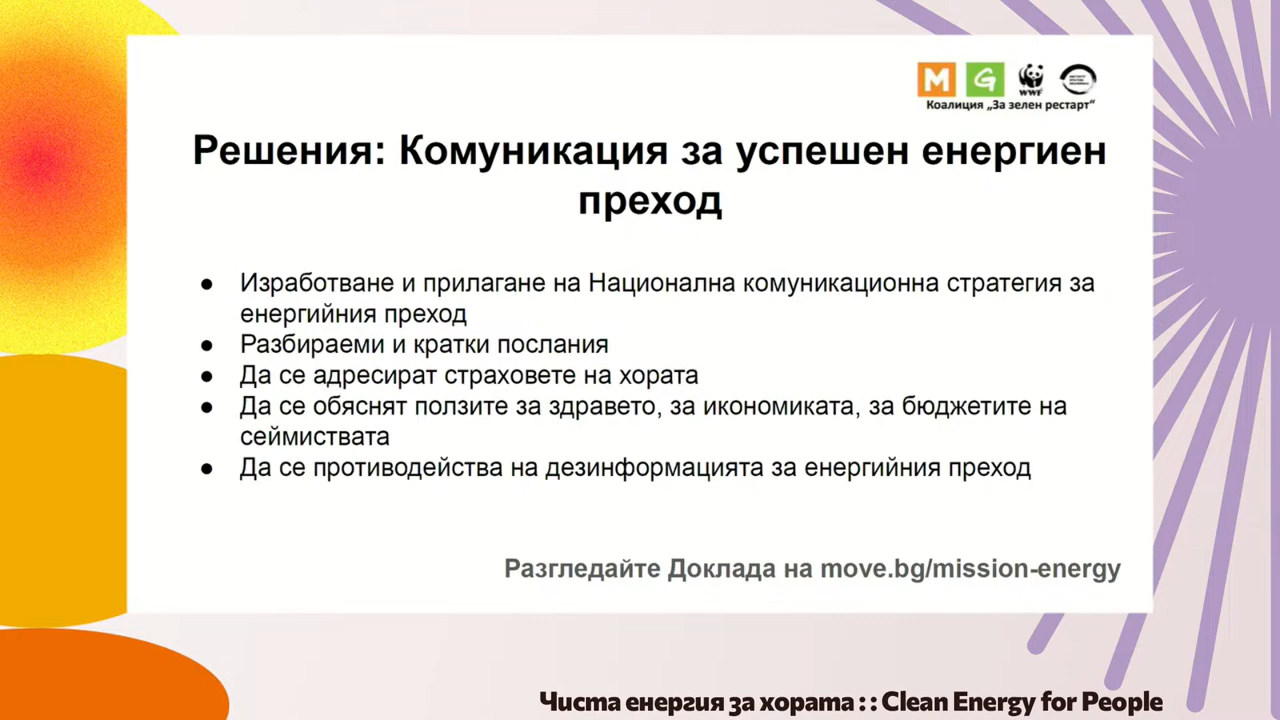 M G WWF
Коалиция „За зелен рестарт“
Решения: Комуникация за успешен енергиен
преход
● Изработване и прилагане на Национална комуникационна стратегия за
енергийния преход
● Разбираеми и кратки послания
● Да се адресират страховете на хората
● Да се обяснят ползите за здравето, за икономиката, за бюджетите на
сеймиствата
● Да се противодейства на дезинформацията за енергийния преход
Разгледайте Доклада на move.bg/mission-energy
Чиста енергия за хората :: Clean Energy for People